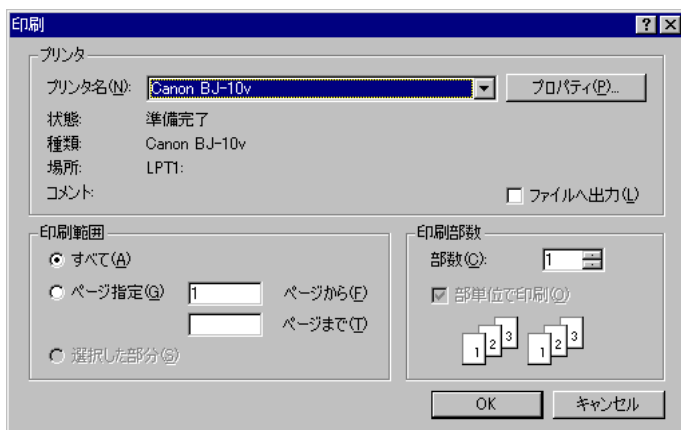 印刷
プリンタ
プリンタ名(N): Canon BJ-10v プロパティ(P)...
状態: 準備完了
種類: Canon BJ-10v
場所: LPT1:
コメント: ファイルへ出力(L)
印刷範囲
すべて(A)
ページ指定(G) 1 ページから(F)
ページまで(T)
選択した部分(S)
印刷部数
部数(C): 1
部単位で印刷(O)
1 2 3 1 2 3
OK キャンセル